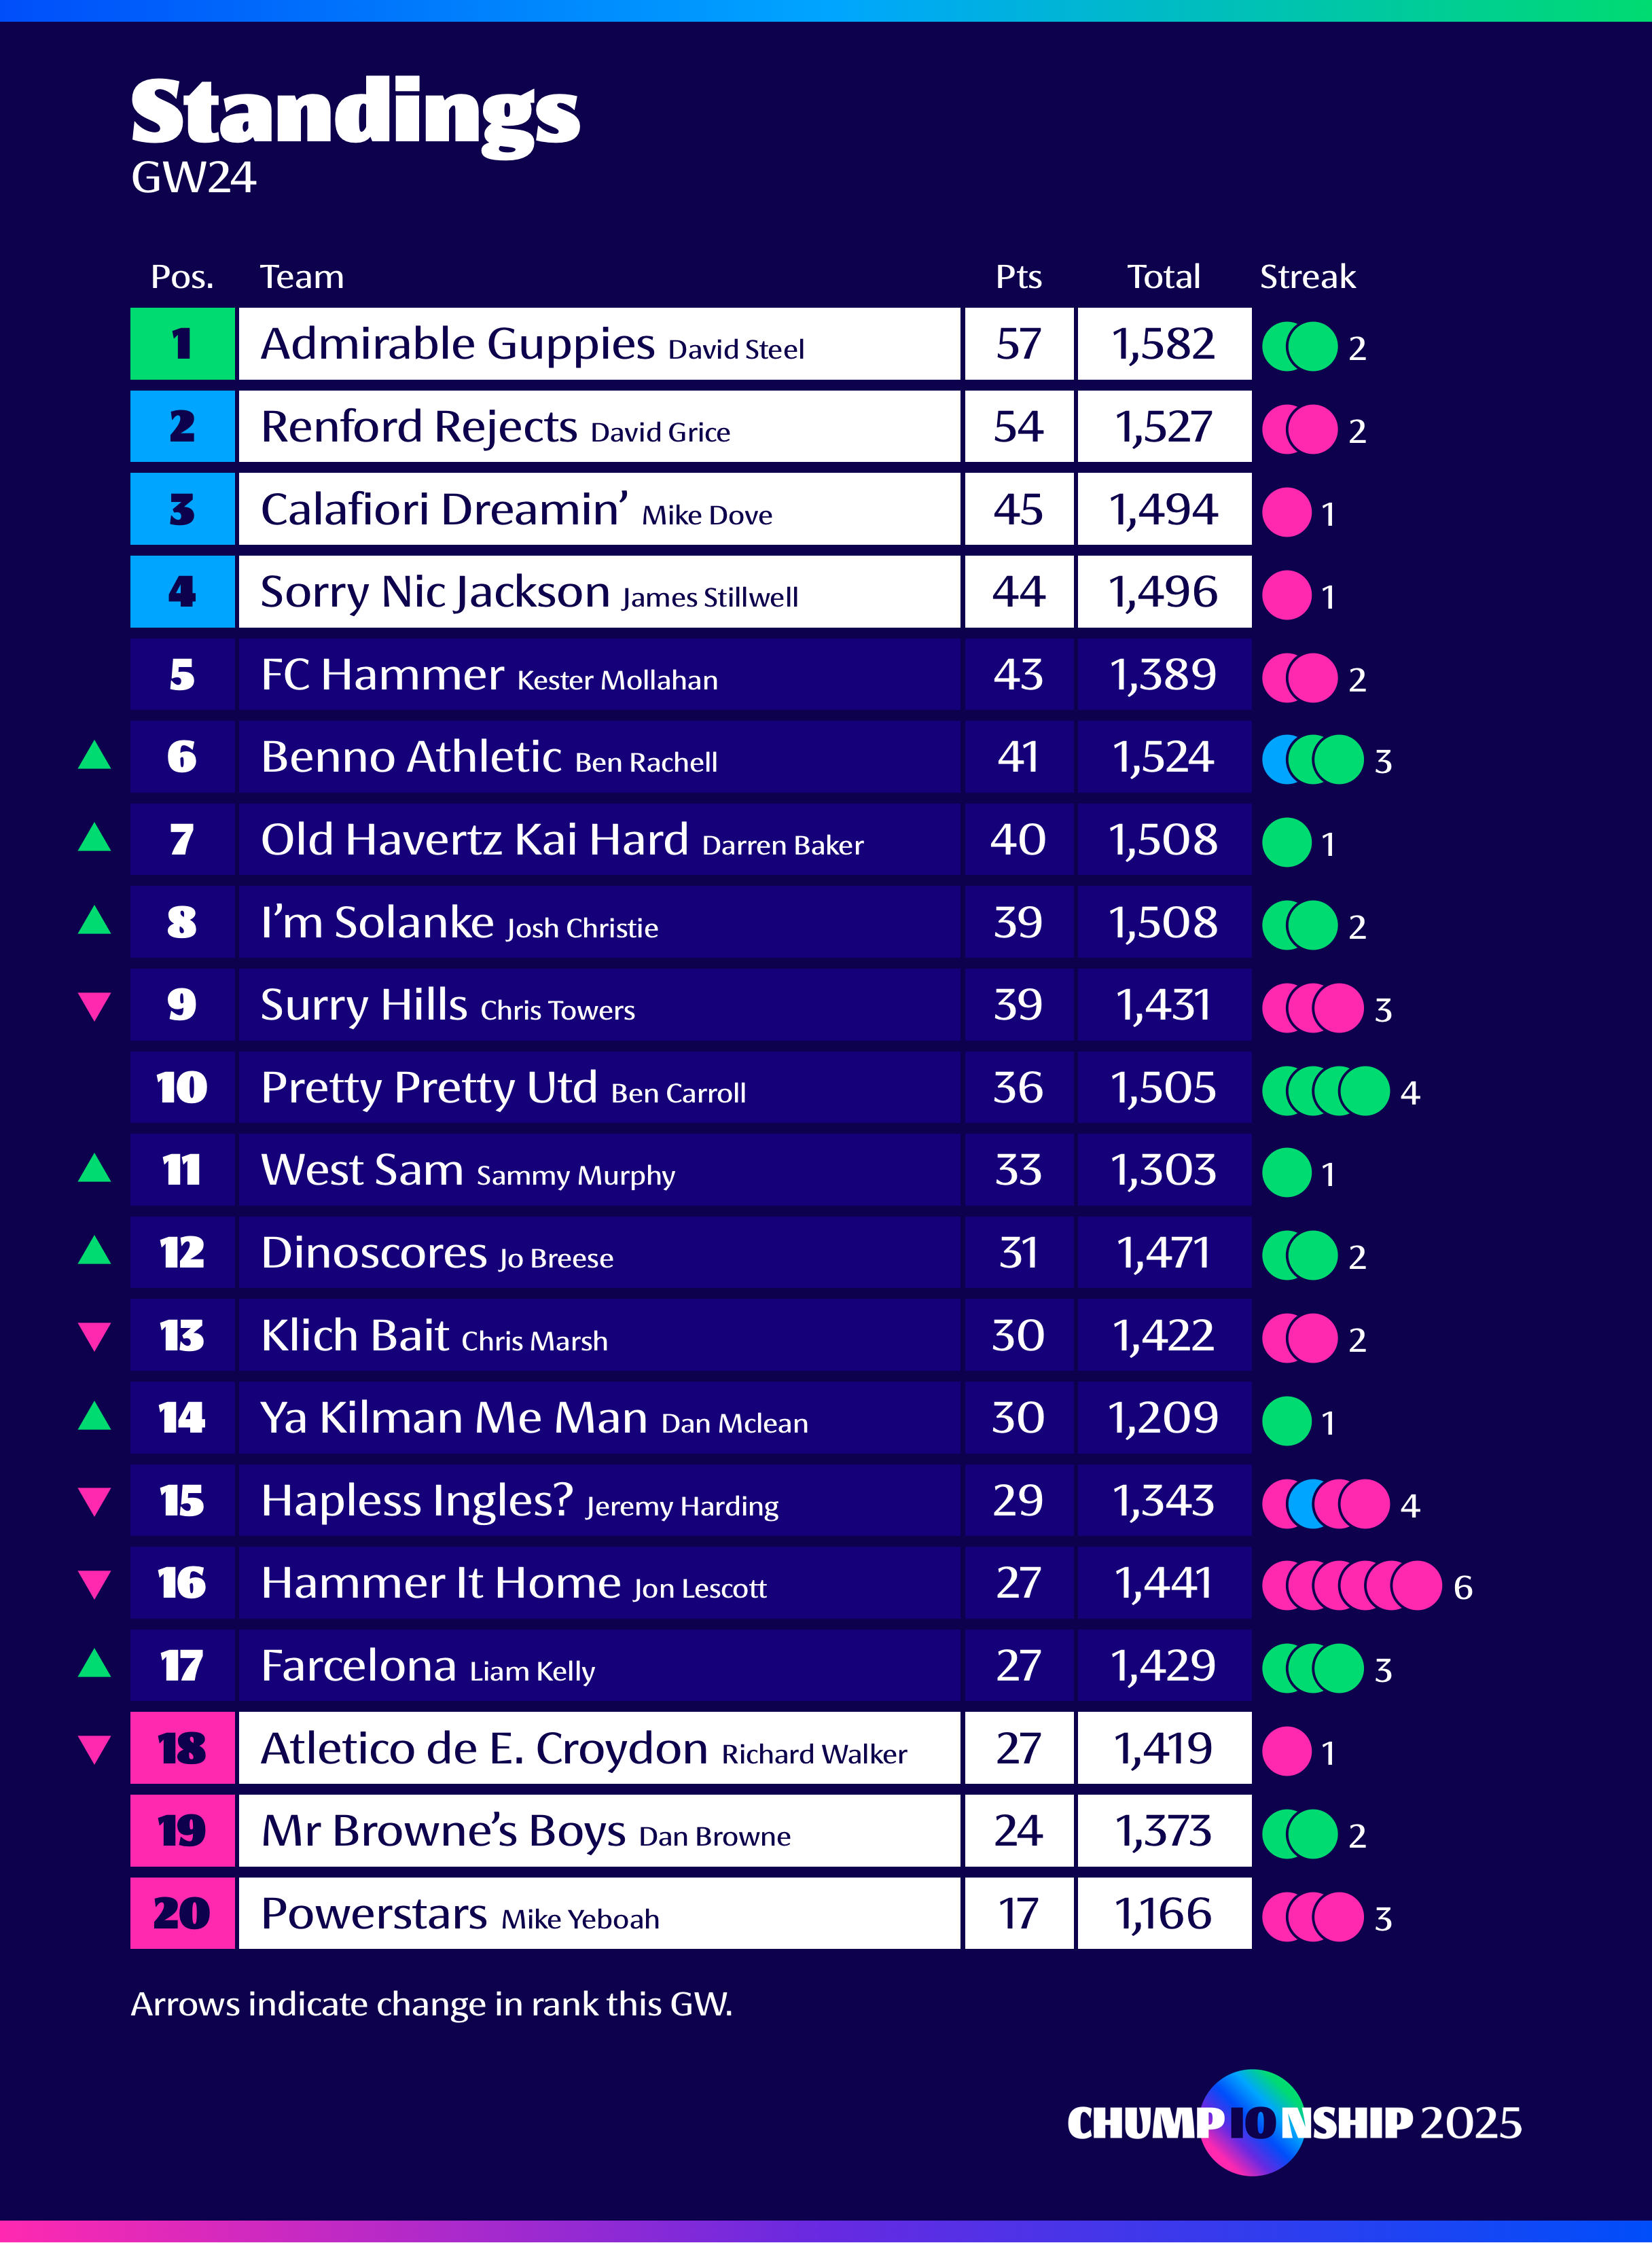 Standings
GW24
Pos. Team Pts Total Streak
1 Admirable Guppies David Steel 57 1,582 2
2 Renford Rejects David Grice 54 1,527 2
3 Calafiori Dreamin’ Mike Dove 45 1,494 1
4 Sorry Nic Jackson James Stillwell 44 1,496 1
5 FC Hammer Kester Mollahan 43 1,389 2
6 Benno Athletic Ben Rachell 41 1,524 3
7 Old Havertz Kai Hard Darren Baker 40 1,508 1
8 I’m Solanke Josh Christie 39 1,508 2
9 Surry Hills Chris Towers 39 1,431 3
10 Pretty Pretty Utd Ben Carroll 36 1,505 4
11 West Sam Sammy Murphy 33 1,303 1
12 Dinoscores Jo Breese 31 1,471 2
13 Klich Bait Chris Marsh 30 1,422 2
14 Ya Kilman Me Man Dan Mclean 30 1,209 1
15 Hapless Ingles? Jeremy Harding 29 1,343 4
16 Hammer It Home Jon Lescott 27 1,441 6
17 Farcelona Liam Kelly 27 1,429 3
18 Atletico de E. Croydon Richard Walker 27 1,419 1
19 Mr Browne’s Boys Dan Browne 24 1,373 2
20 Powerstars Mike Yeboah 17 1,166 3
Arrows indicate change in rank this GW.
CHUMPIONSHIP 2025